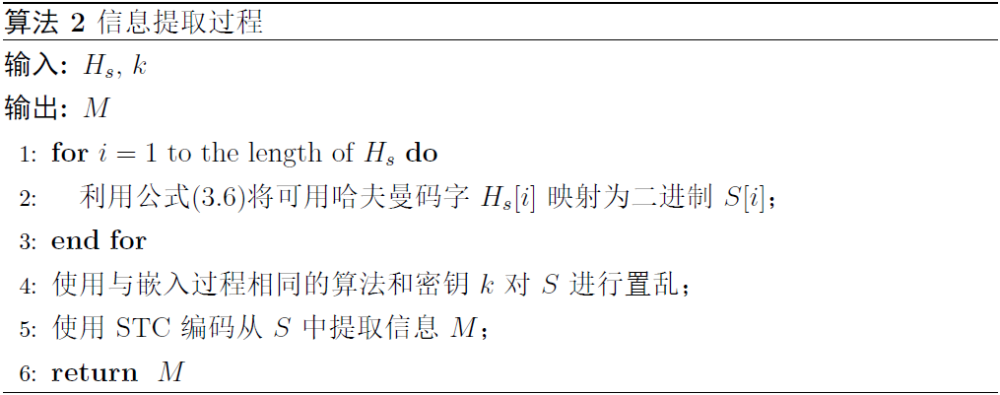 算法 2 信息提取过程
输入: Hs, k
输出: M
1: for i = 1 to the length of Hs do
2: 利用公式(3.6)将可用哈夫曼码字 Hs[i] 映射为二进制 S[i];
3: end for
4: 使用与嵌入过程相同的算法和密钥 k 对 S 进行置乱;
5: 使用 STC 编码从 S 中提取信息 M;
6: return M